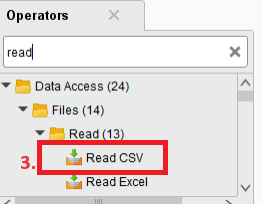 Operators
read
Data Access (24)
Files (14)
Read (13)
3. Read CSV
Read Excel